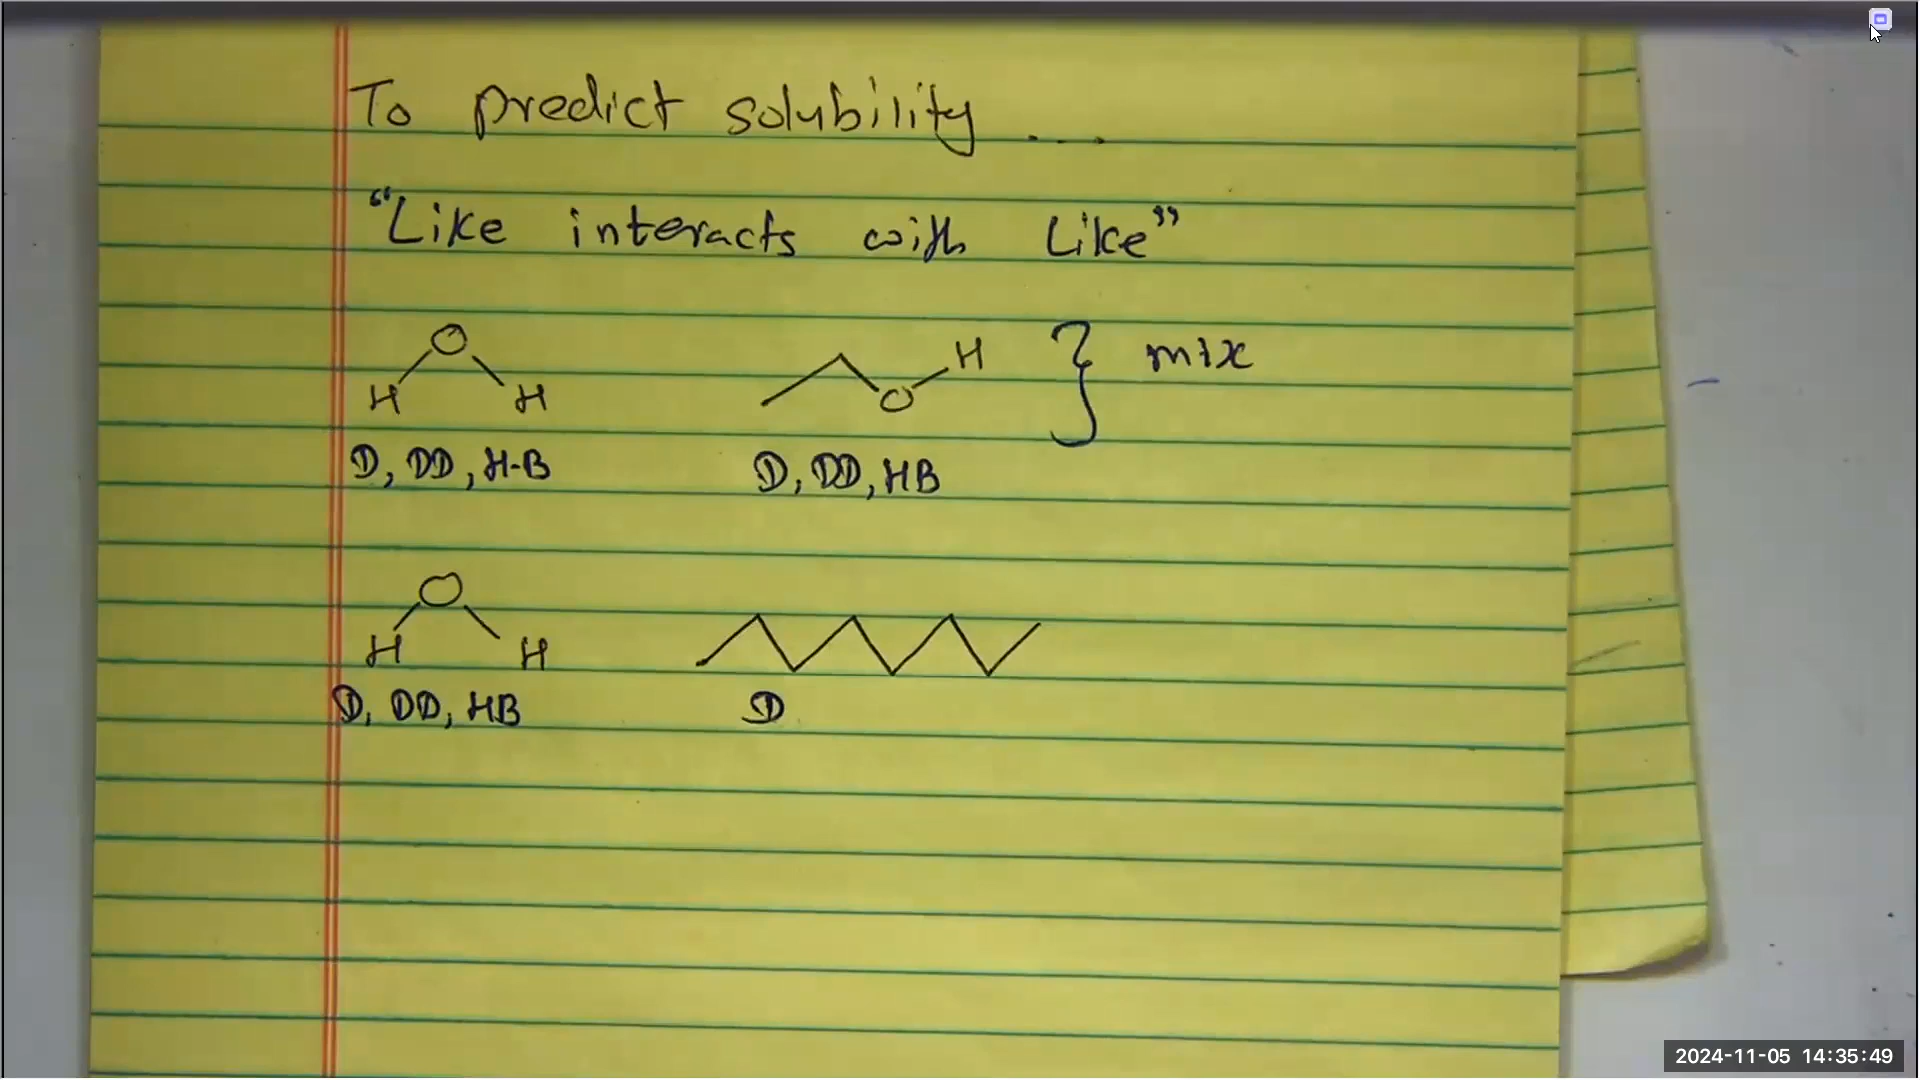 To predict solubility ....
"Like interacts with Like"
O H H
O H } mix
D, DD, H-B
D, DD, HB
O H H
D, DD, HB
D
2024-11-05 14:35:49